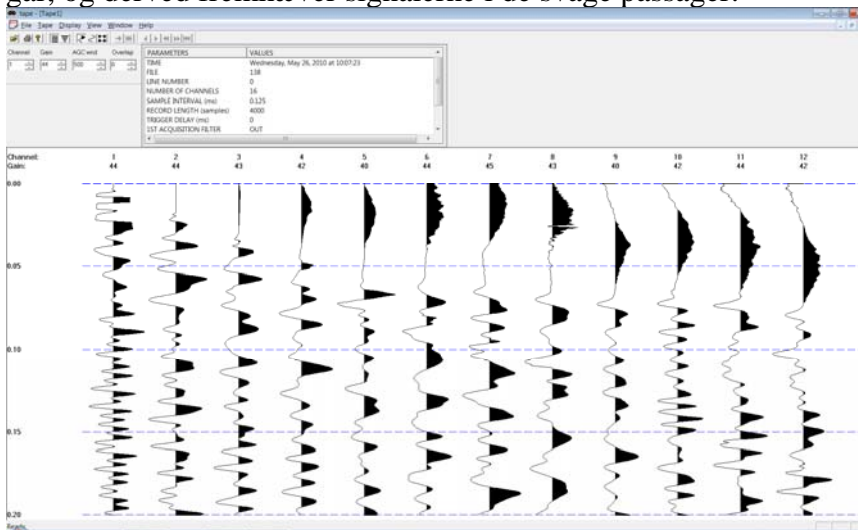 går, og derved fremhæver signalerne i de svage passager.
tape - [Tape1]
File Tape Display View Window Help
Channel Gain AGC wnd Overlap
1 44 500 0
PARAMETERS VALUES
TIME Wednesday, May 26, 2010 at 10:07:23
FILE 138
LINE NUMBER 0
NUMBER OF CHANNELS 16
SAMPLE INTERVAL (ms) 0.125
RECORD LENGTH (samples) 4000
TRIGGER DELAY (ms) 0
1ST ACQUISITION FILTER OUT
Channel: 1 2 3 4 5 6 7 8 9 10 11 12
Gain: 44 44 43 42 40 44 45 43 40 42 44 42
0.00
0.05
0.10
0.15
0.20
Ready